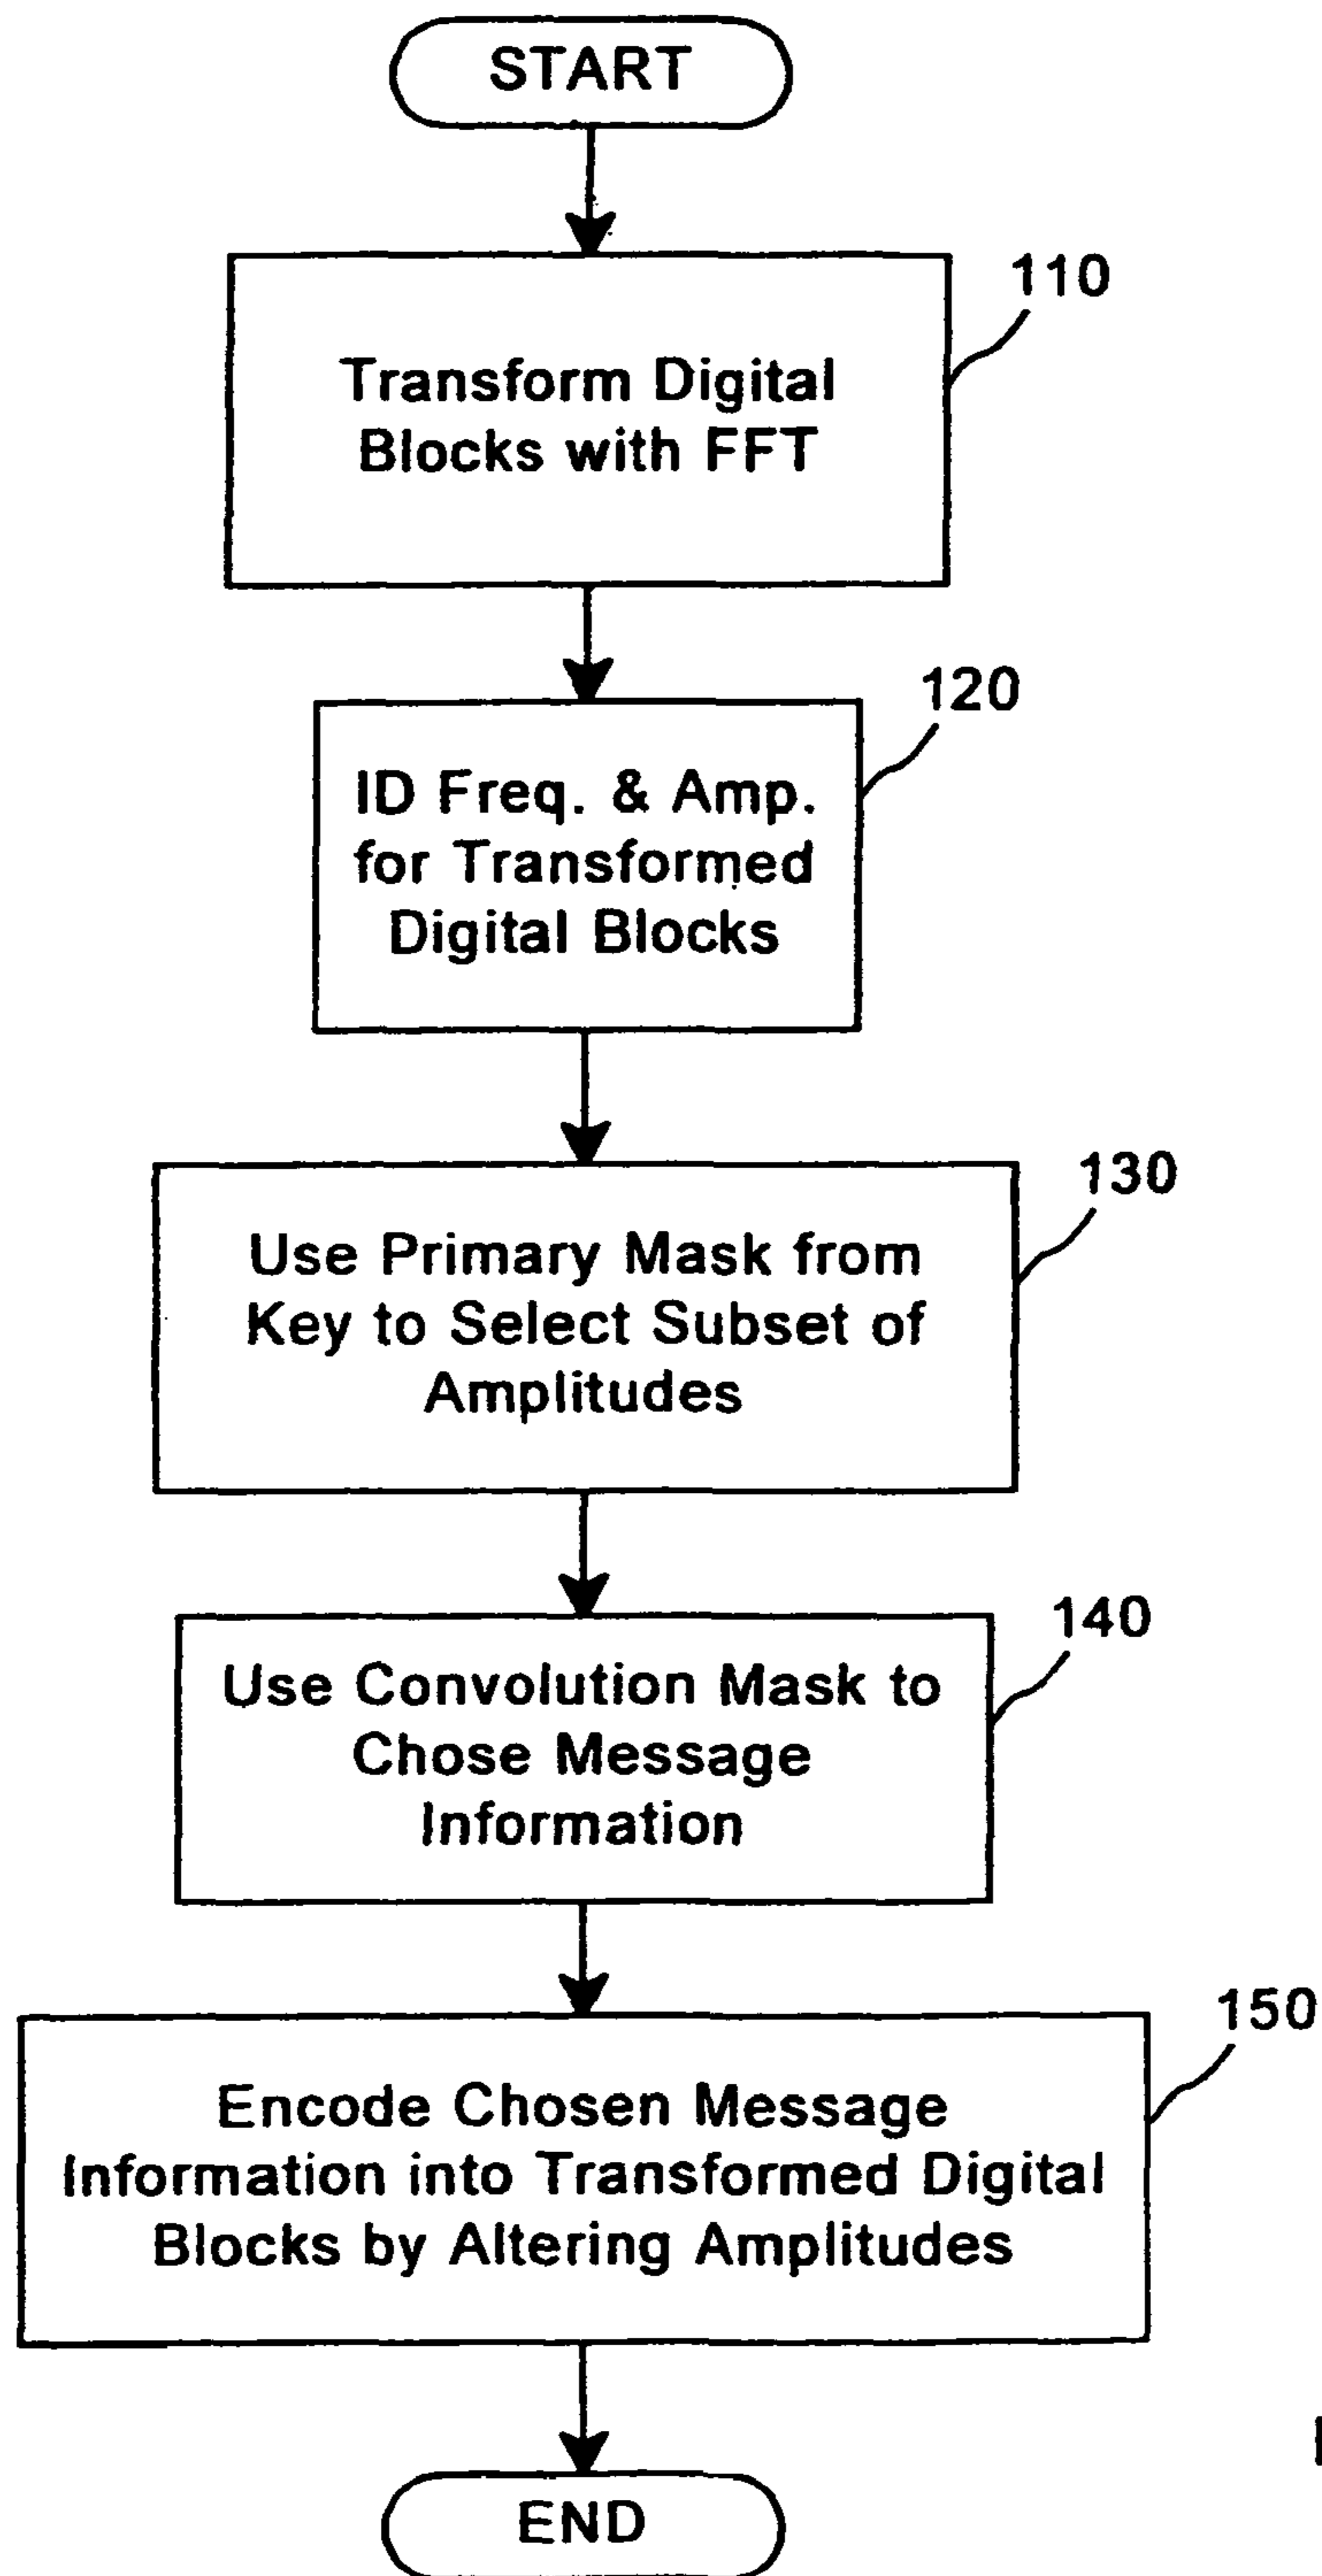 START
110
Transform Digital
Blocks with FFT
120
ID Freq. & Amp.
for Transformed
Digital Blocks
130
Use Primary Mask from
Key to Select Subset of
Amplitudes
140
Use Convolution Mask to
Chose Message
Information
150
Encode Chosen Message
Information into Transformed Digital
Blocks by Altering Amplitudes
END